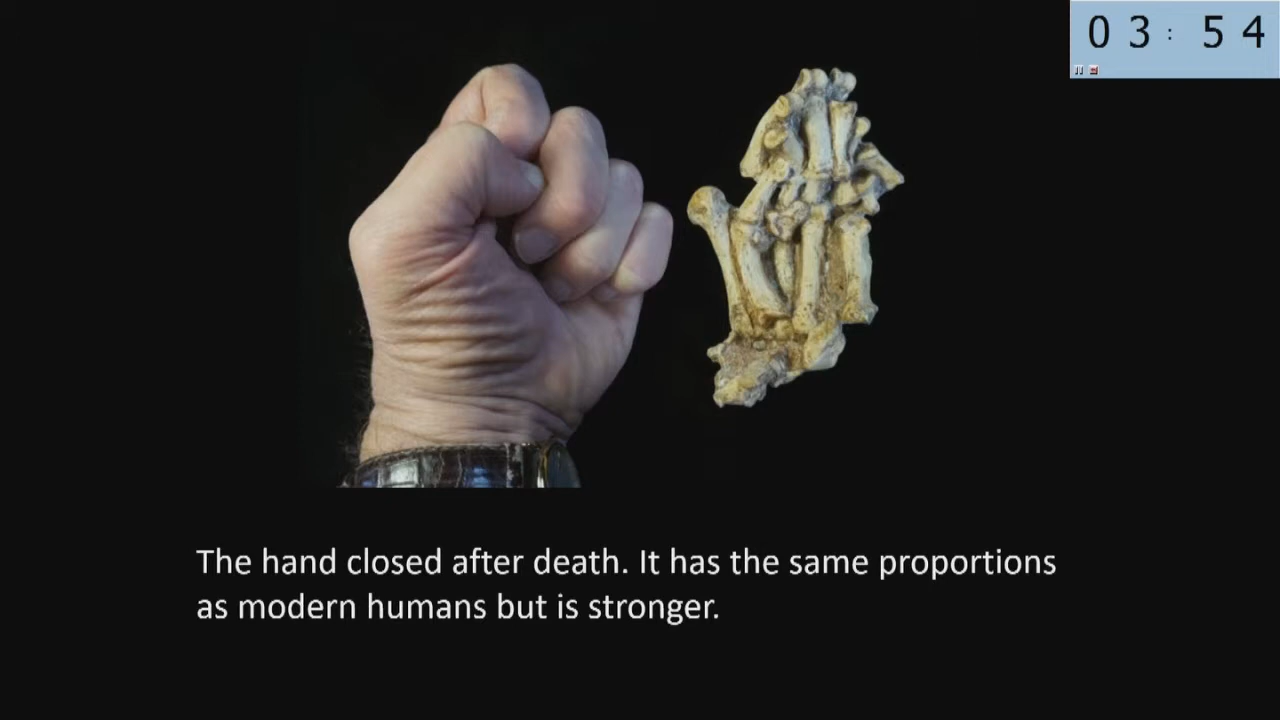 03: 54
The hand closed after death. It has the same proportions
as modern humans but is stronger.